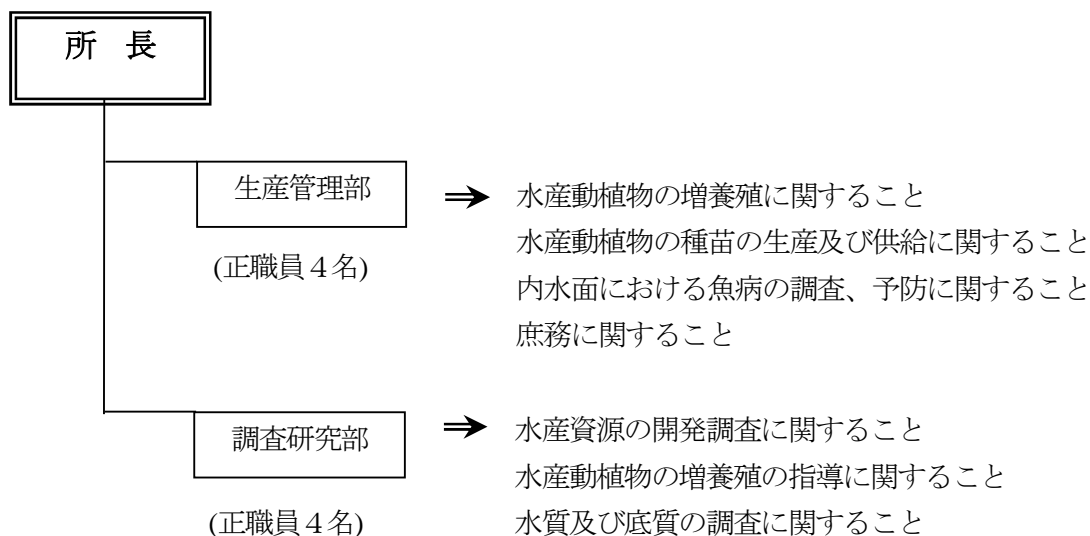 所 長
生産管理部
(正職員４名)
⇒ 水産動植物の増養殖に関すること
水産動植物の種苗の生産及び供給に関すること
内水面における魚病の調査、予防に関すること
庶務に関すること
調査研究部
(正職員４名)
⇒ 水産資源の開発調査に関すること
水産動植物の増養殖の指導に関すること
水質及び底質の調査に関すること